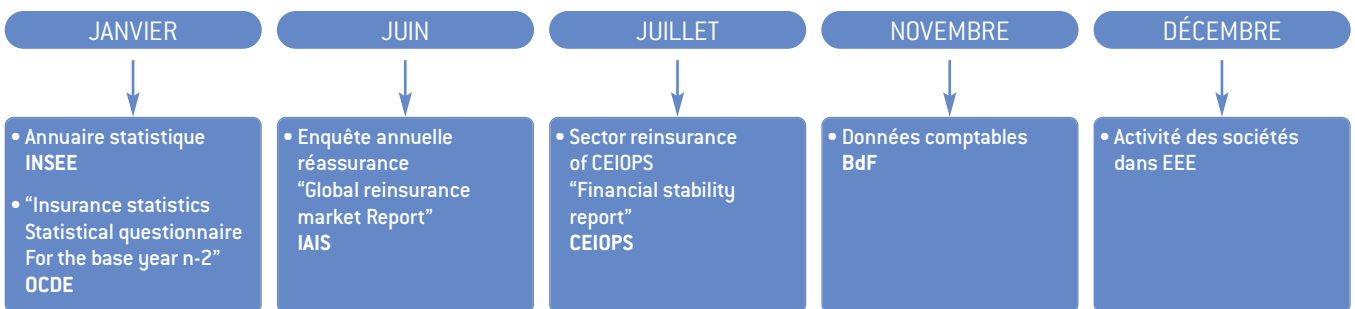 JANVIER
• Annuaire statistique
INSEE
• “Insurance statistics
Statistical questionnaire
For the base year n-2”
OCDE
JUIN
• Enquête annuelle
réassurance
“Global reinsurance
market Report”
IAIS
JUILLET
• Sector reinsurance
of CEIOPS
“Financial stability
report”
CEIOPS
NOVEMBRE
• Données comptables
BdF
DÉCEMBRE
• Activité des sociétés
dans EEE